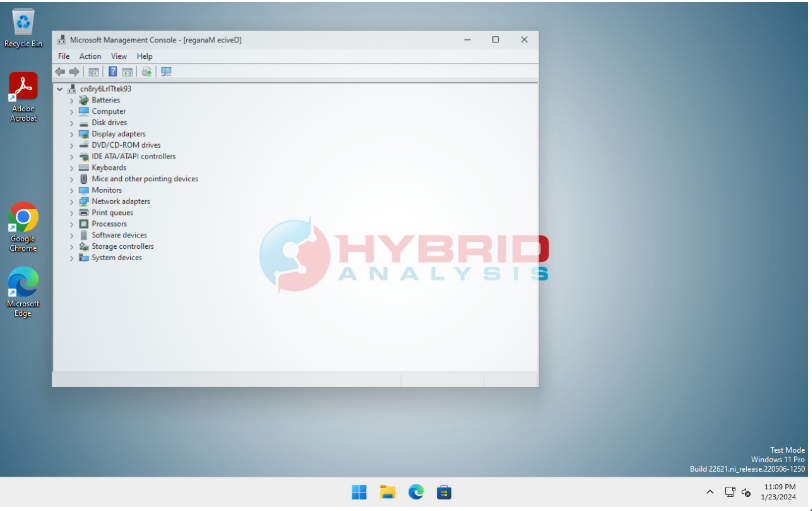 Recycle Bin
Adobe
Acrobat
Google
Chrome
Microsoft
Edge
Microsoft Management Console - [reganaM eciveD]
File Action View Help
cn8ry6LrlTtek93
Batteries
Computer
Disk drives
Display adapters
DVD/CD-ROM drives
IDE ATA/ATAPI controllers
Keyboards
Mice and other pointing devices
Monitors
Network adapters
Print queues
Processors
Software devices
Storage controllers
System devices
HYBRID
ANALYSIS
Test Mode
Windows 11 Pro
Build 22621.ni_release.220506-1250
11:09 PM
1/23/2024